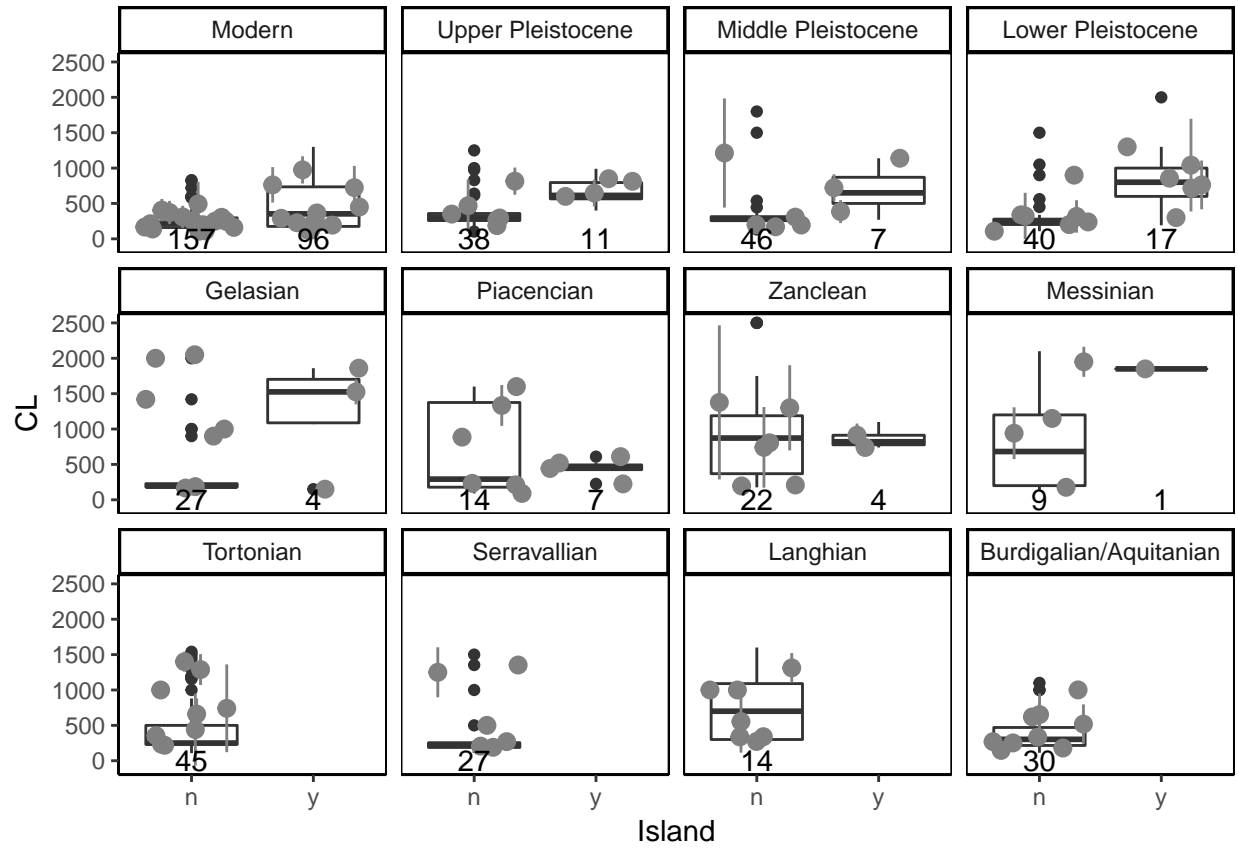 Modern Upper Pleistocene Middle Pleistocene Lower Pleistocene
2500
2000
1500
1000
500
0
157 96 38 11 46 7 40 17
Gelasian Piacencian Zanclean Messinian
2500
2000
1500
1000
500
0
27 4 14 7 22 4 9 1
CL
Tortonian Serravallian Langhian Burdigalian/Aquitanian
2500
2000
1500
1000
500
0
45 27 14 30
n y n y n y n y
Island